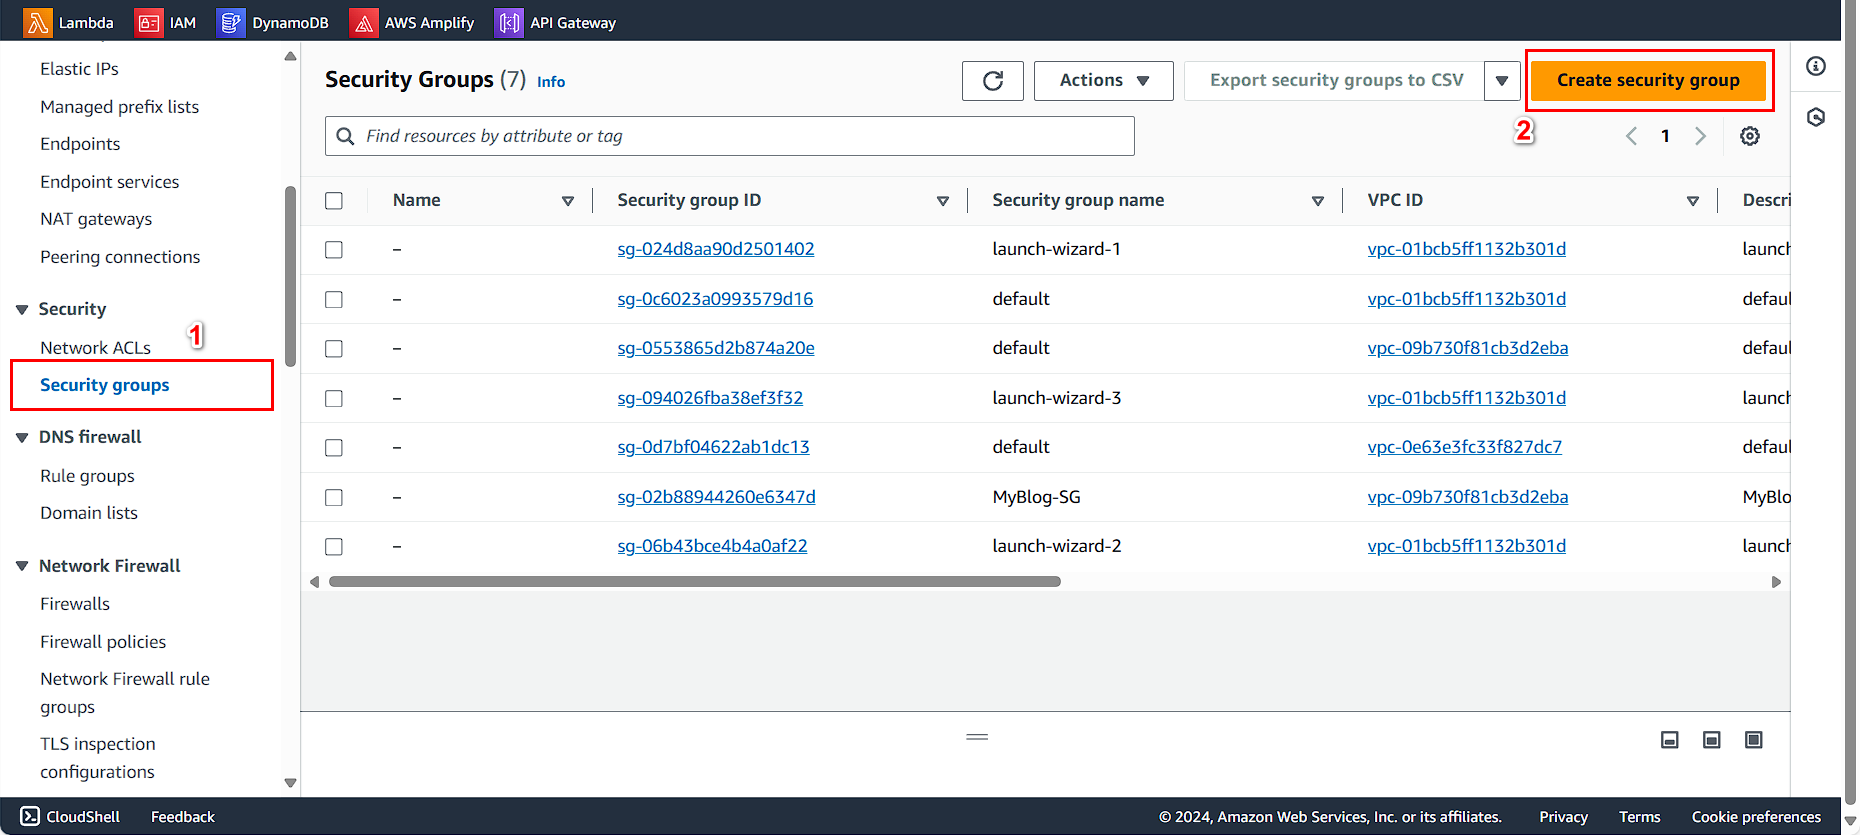 Lambda IAM DynamoDB AWS Amplify API Gateway
Elastic IPs
Managed prefix lists
Endpoints
Endpoint services
NAT gateways
Peering connections
Security
1
Network ACLs
Security groups
DNS firewall
Rule groups
Domain lists
Network Firewall
Firewalls
Firewall policies
Network Firewall rule
groups
TLS inspection
configurations
Security Groups (7) Info
Actions
Export security groups to CSV
Create security group
2
Find resources by attribute or tag
1
Name Security group ID Security group name VPC ID Descri
– sg-024d8aa90d2501402 launch-wizard-1 vpc-01bcb5ff1132b301d launch
– sg-0c6023a0993579d16 default vpc-01bcb5ff1132b301d defaul
– sg-0553865d2b874a20e default vpc-09b730f81cb3d2eba defaul
– sg-094026fba38ef3f32 launch-wizard-3 vpc-01bcb5ff1132b301d launch
– sg-0d7bf04622ab1dc13 default vpc-0e63e3fc33f827dc7 defaul
– sg-02b88944260e6347d MyBlog-SG vpc-09b730f81cb3d2eba MyBlo
– sg-06b43bce4b4a0af22 launch-wizard-2 vpc-01bcb5ff1132b301d launch
CloudShell Feedback © 2024, Amazon Web Services, Inc. or its affiliates. Privacy Terms Cookie preferences